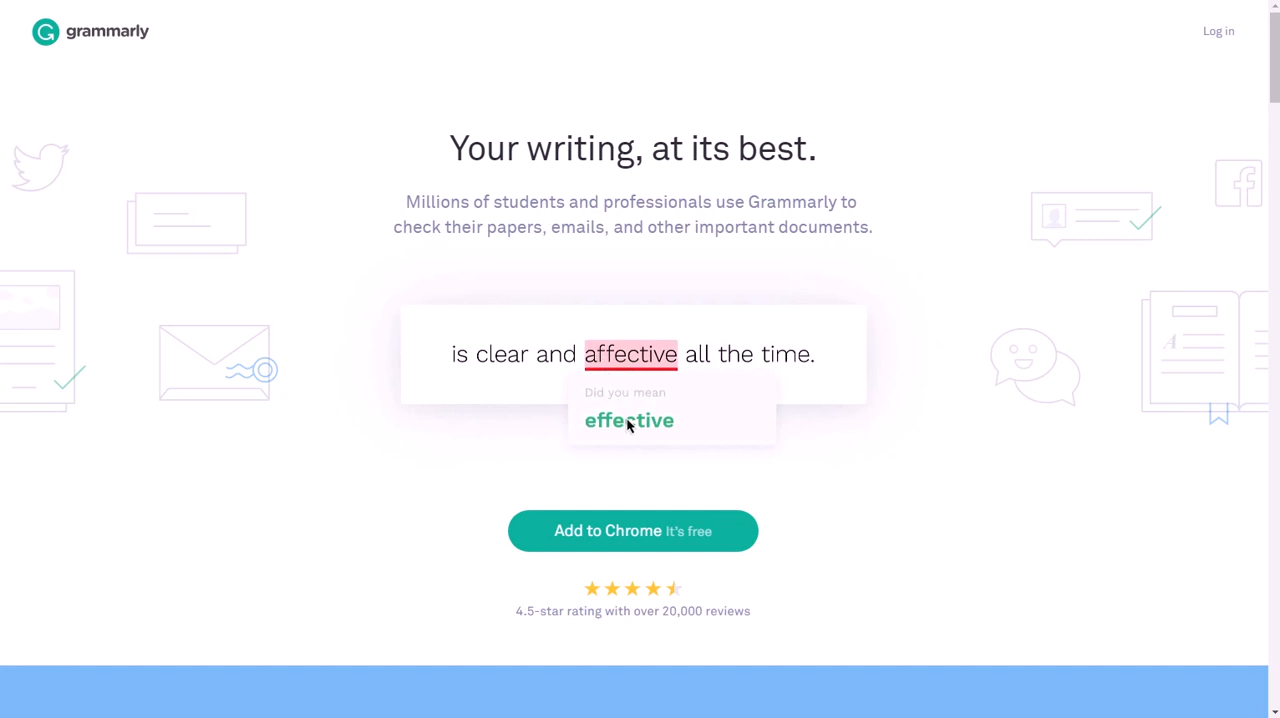 grammarly
Log in
Your writing, at its best.
Millions of students and professionals use Grammarly to
check their papers, emails, and other important documents.
is clear and affective all the time.
Did you mean
effective
A
Add to Chrome It's free
4.5-star rating with over 20,000 reviews